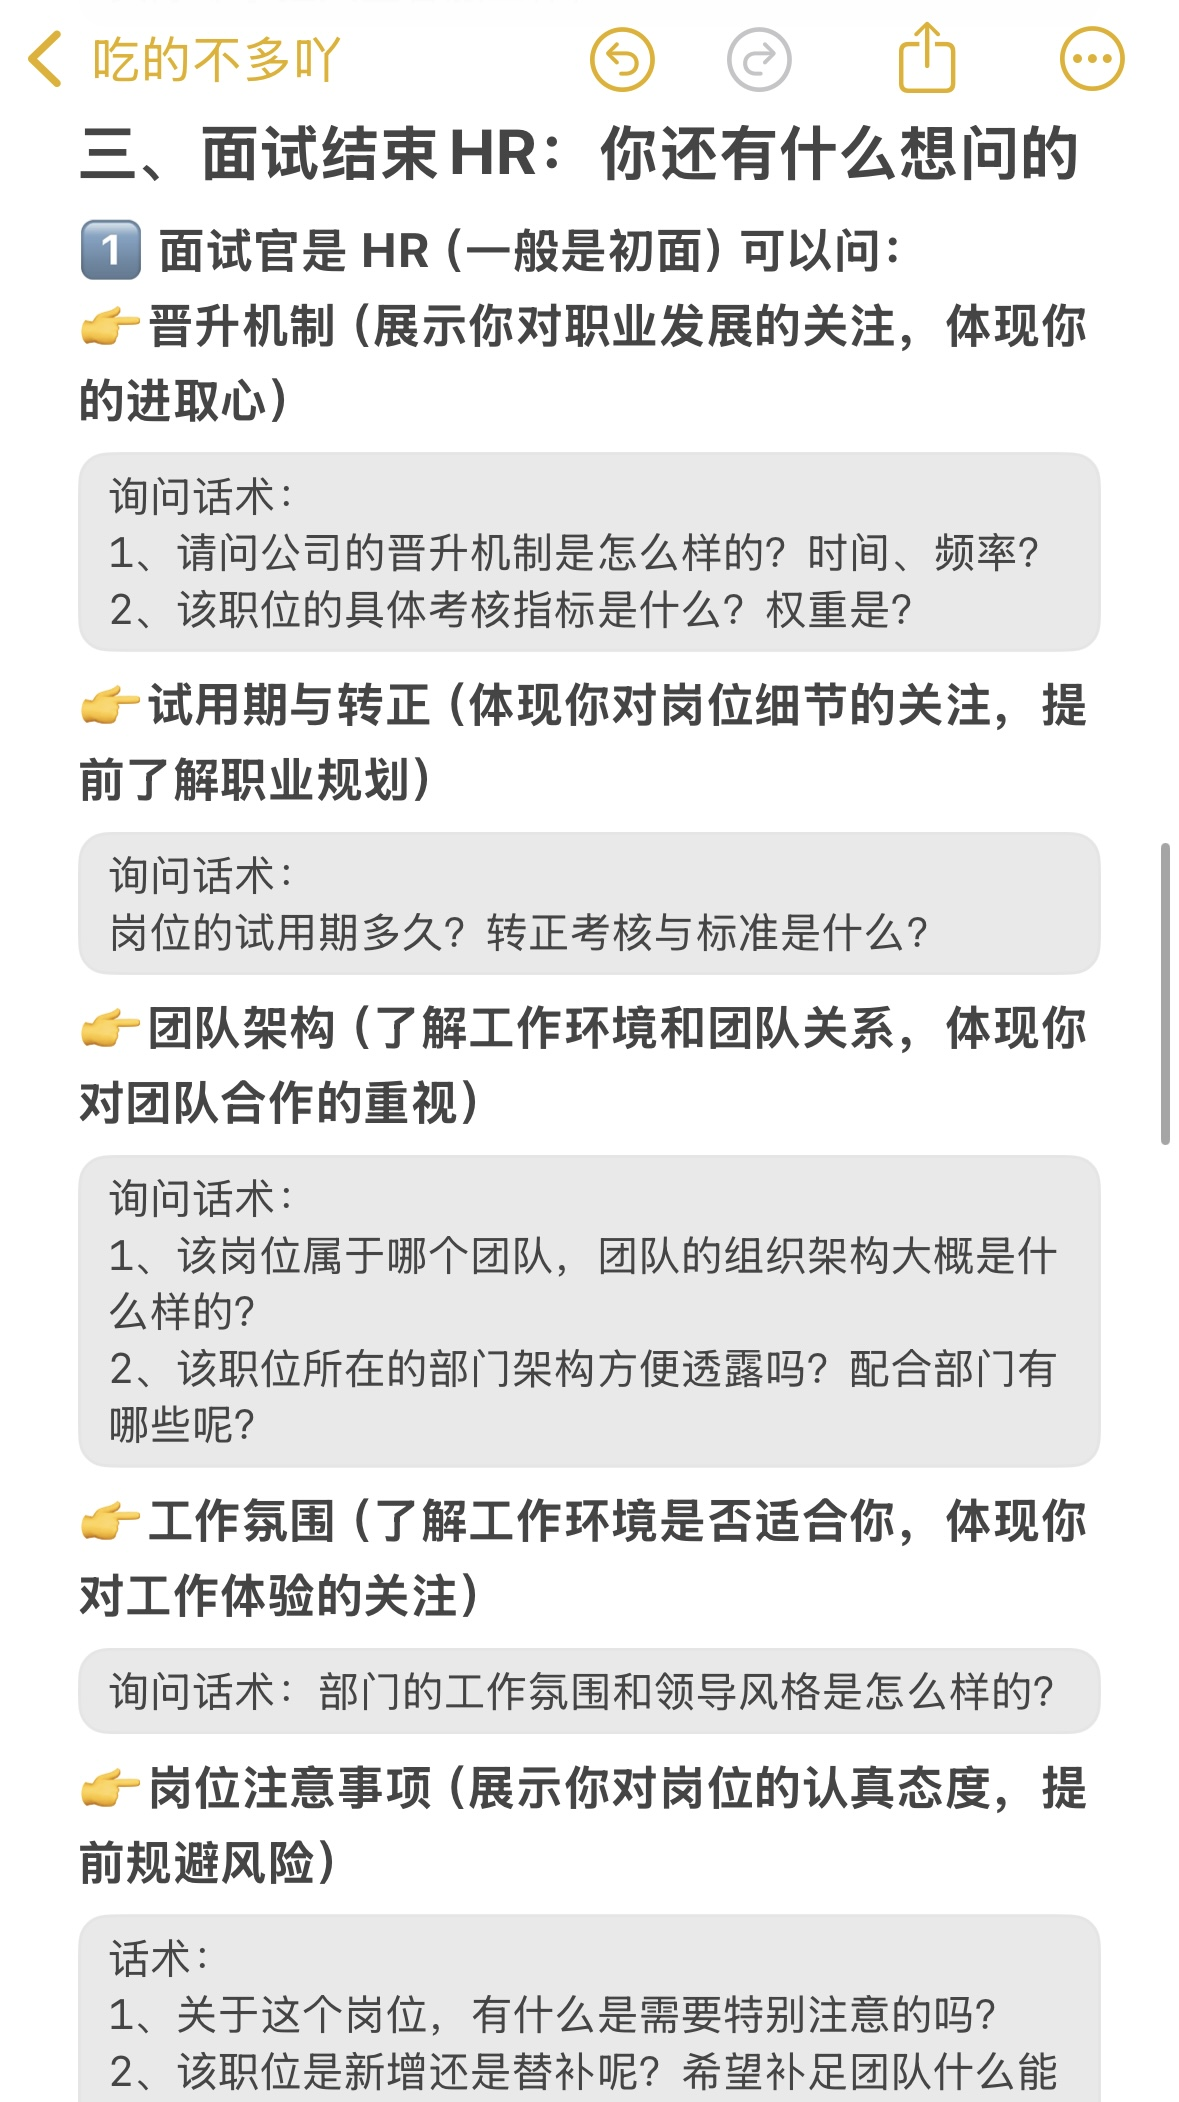 吃的不多吖
三、面试结束HR：你还有什么想问的
1 面试官是 HR（一般是初面）可以问：
👉晋升机制（展示你对职业发展的关注，体现你
的进取心）
询问话术：
1、请问公司的晋升机制是怎么样的？时间、频率？
2、该职位的具体考核指标是什么？权重是？
👉试用期与转正（体现你对岗位细节的关注，提
前了解职业规划）
询问话术：
岗位的试用期多久？转正考核与标准是什么？
👉团队架构（了解工作环境和团队关系，体现你
对团队合作的重视）
询问话术：
1、该岗位属于哪个团队，团队的组织架构大概是什
么样的？
2、该职位所在的部门架构方便透露吗？配合部门有
哪些呢？
👉工作氛围（了解工作环境是否适合你，体现你
对工作体验的关注）
询问话术：部门的工作氛围和领导风格是怎么样的？
👉岗位注意事项（展示你对岗位的认真态度，提
前规避风险）
话术：
1、关于这个岗位，有什么是需要特别注意的吗？
2、该职位是新增还是替补呢？希望补足团队什么能